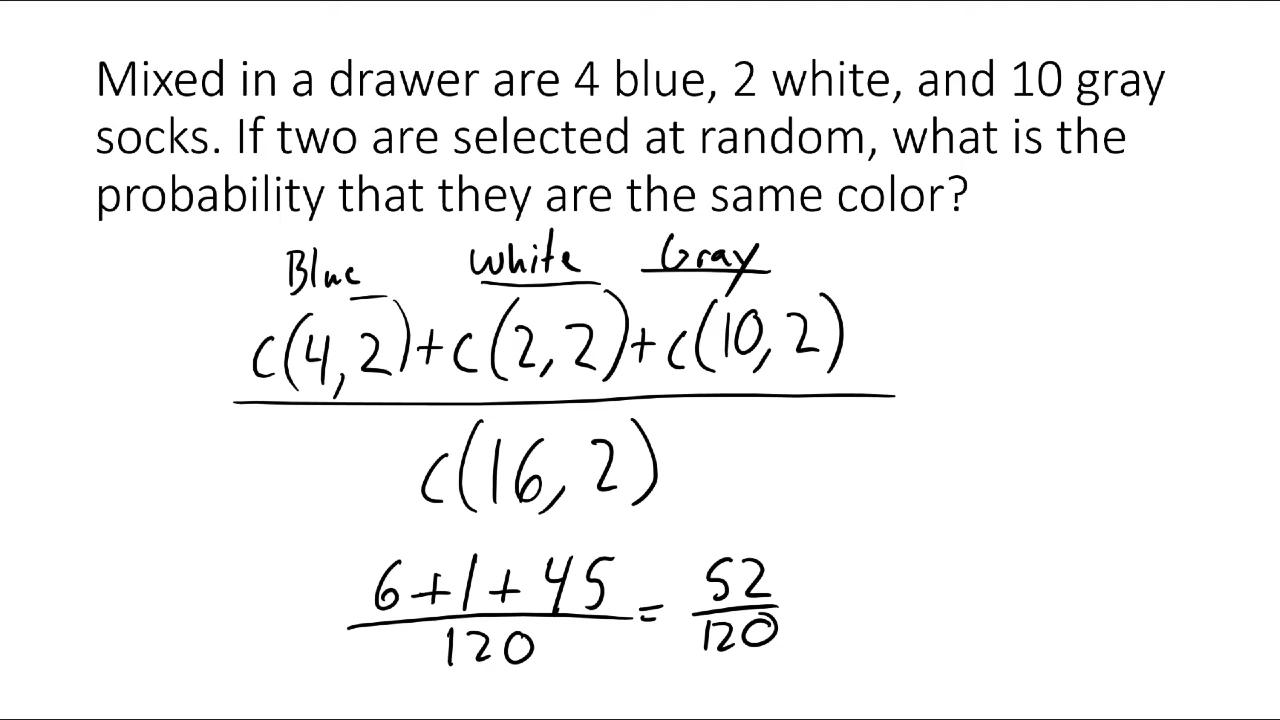 Mixed in a drawer are 4 blue, 2 white, and 10 gray
socks. If two are selected at random, what is the
probability that they are the same color?
Blue White Gray
C(4,2)+C(2,2)+C(10,2)
C(16,2)
6+1+45 = 52
120 120